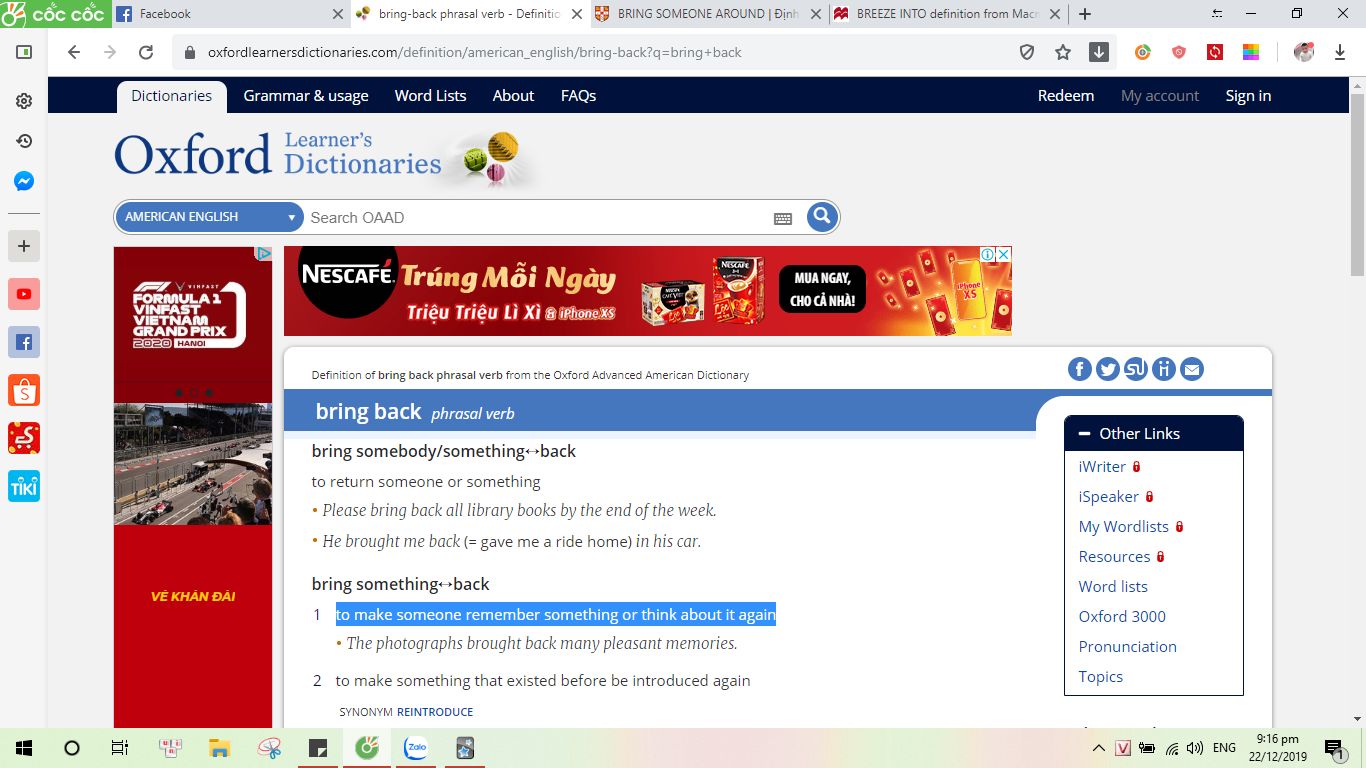 cốc cốc
Facebook
bring-back phrasal verb - Definitio
BRING SOMEONE AROUND | Định
BREEZE INTO definition from Macm
oxfordlearnersdictionaries.com/definition/american_english/bring-back?q=bring+back
Dictionaries
Grammar & usage
Word Lists
About
FAQs
Redeem
My account
Sign in
Oxford Learner's Dictionaries
AMERICAN ENGLISH
Search OAAD
VINFAST
FORMULA 1
VINFAST
VIETNAM
GRAND PRIX
2020 HANOI
VÉ KHÁN ĐÀI
NESCAFÉ.
Trúng Mỗi Ngày
Triệu Triệu Lì Xì & iPhone XS
MUA NGAY,
CHO CẢ NHÀ!
iPhone
XS
Definition of bring back phrasal verb from the Oxford Advanced American Dictionary
bring back phrasal verb
bring somebody/something↔back
to return someone or something
• Please bring back all library books by the end of the week.
• He brought me back (= gave me a ride home) in his car.
bring something↔back
1 to make someone remember something or think about it again
• The photographs brought back many pleasant memories.
2 to make something that existed before be introduced again
SYNONYM REINTRODUCE
Other Links
iWriter
iSpeaker
My Wordlists
Resources
Word lists
Oxford 3000
Pronunciation
Topics
TIKI
Zalo
V
ENG
9:16 pm
22/12/2019
1